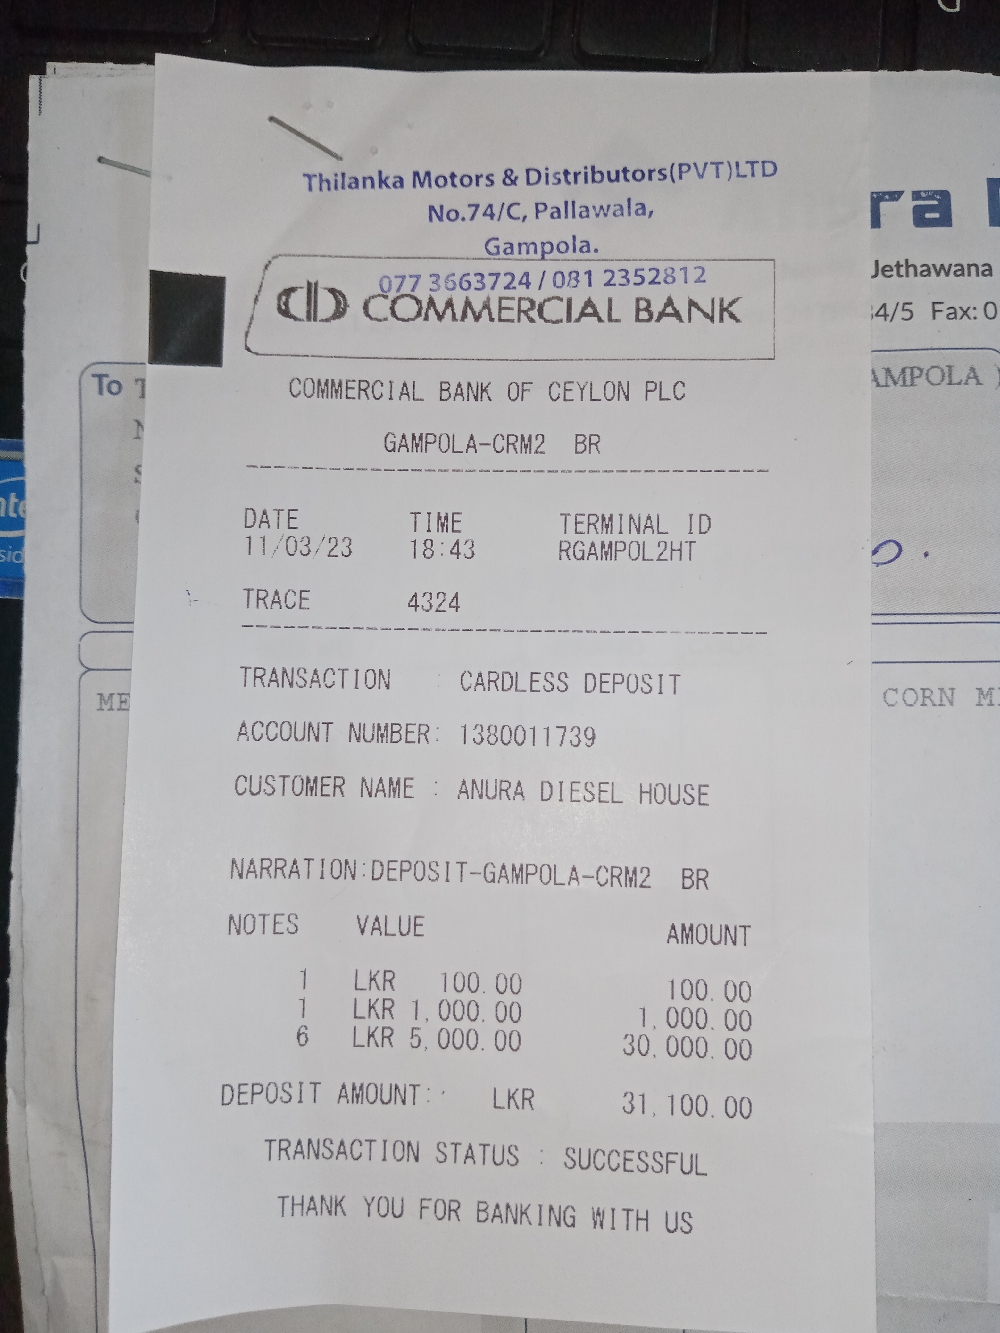 Thilanka Motors & Distributors(PVT)LTD
No.74/C, Pallawala,
Gampola.
077 3663724 / 081 2352812
COMMERCIAL BANK
COMMERCIAL BANK OF CEYLON PLC
GAMPOLA-CRM2 BR
DATE TIME TERMINAL ID
11/03/23 18:43 RGAMPOL2HT
TRACE 4324
TRANSACTION : CARDLESS DEPOSIT
ACCOUNT NUMBER: 1380011739
CUSTOMER NAME : ANURA DIESEL HOUSE
NARRATION:DEPOSIT-GAMPOLA-CRM2 BR
NOTES VALUE AMOUNT
1 LKR 100.00 100.00
1 LKR 1,000.00 1,000.00
6 LKR 5,000.00 30,000.00
DEPOSIT AMOUNT: LKR 31,100.00
TRANSACTION STATUS : SUCCESSFUL
THANK YOU FOR BANKING WITH US
ra
Jethawana
4/5 Fax: 0
To
AMPOLA )
ME
CORN M